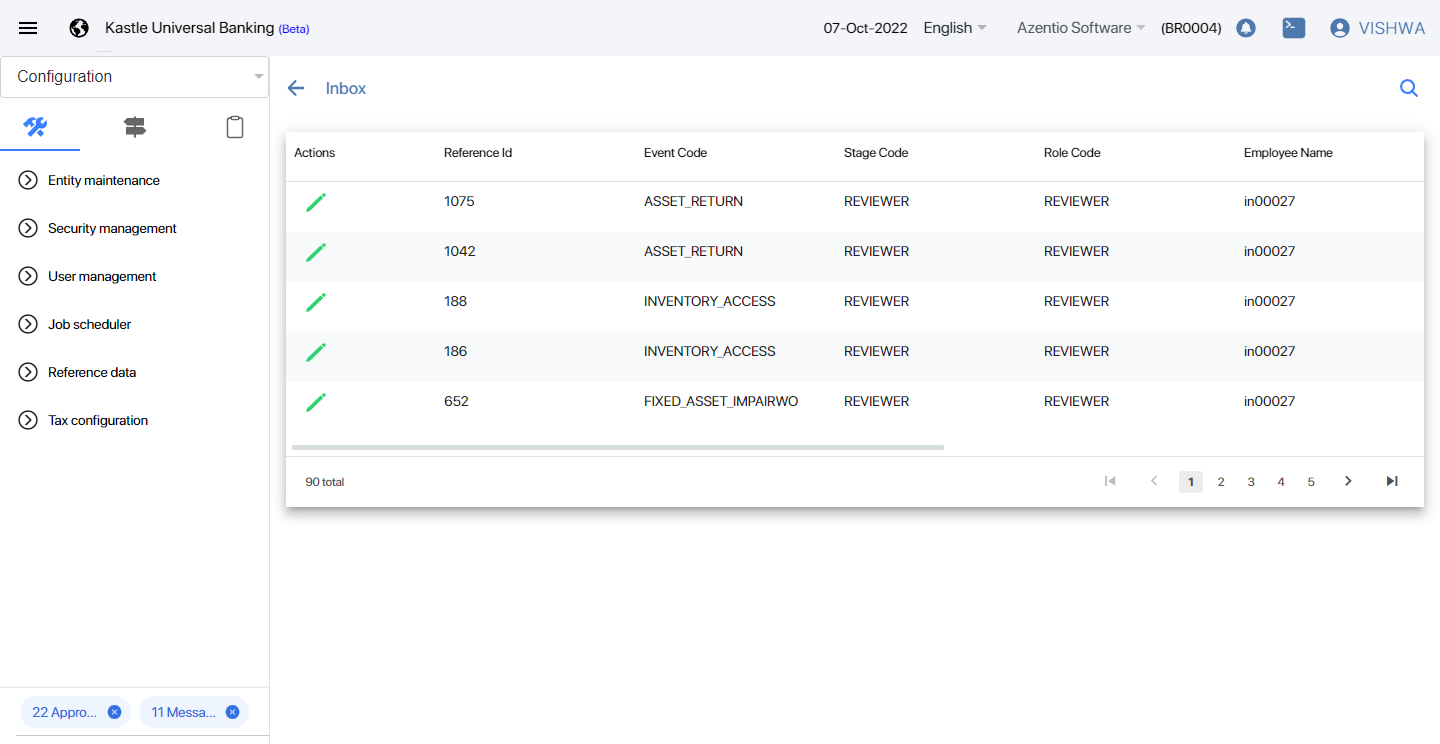 Kastle Universal Banking (Beta)
07-Oct-2022 English Azentio Software (BR0004) VISHWA
Configuration
Entity maintenance
Security management
User management
Job scheduler
Reference data
Tax configuration
22 Appro... 11 Messa...
Inbox
Actions Reference Id Event Code Stage Code Role Code Employee Name
1075 ASSET_RETURN REVIEWER REVIEWER in00027
1042 ASSET_RETURN REVIEWER REVIEWER in00027
188 INVENTORY_ACCESS REVIEWER REVIEWER in00027
186 INVENTORY_ACCESS REVIEWER REVIEWER in00027
652 FIXED_ASSET_IMPAIRWO REVIEWER REVIEWER in00027
90 total 1 2 3 4 5